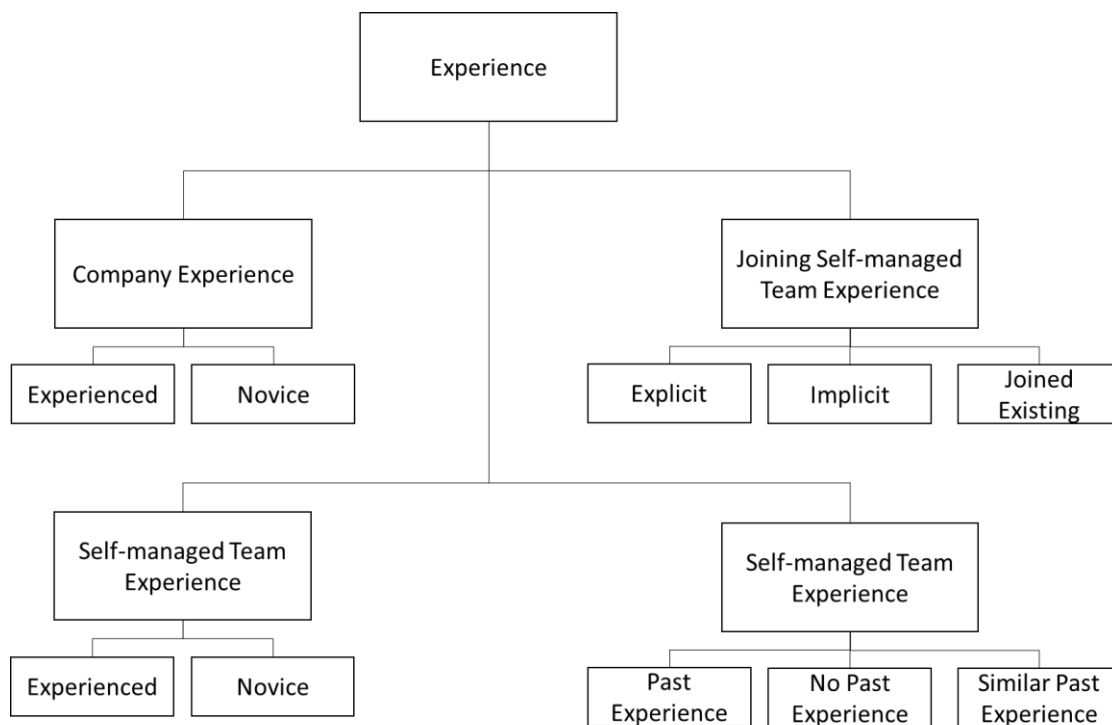 Experience
Company Experience
Joining Self-managed
Team Experience
Experienced
Novice
Explicit
Implicit
Joined
Existing
Self-managed Team
Experience
Self-managed Team
Experience
Experienced
Novice
Past
Experience
No Past
Experience
Similar Past
Experience